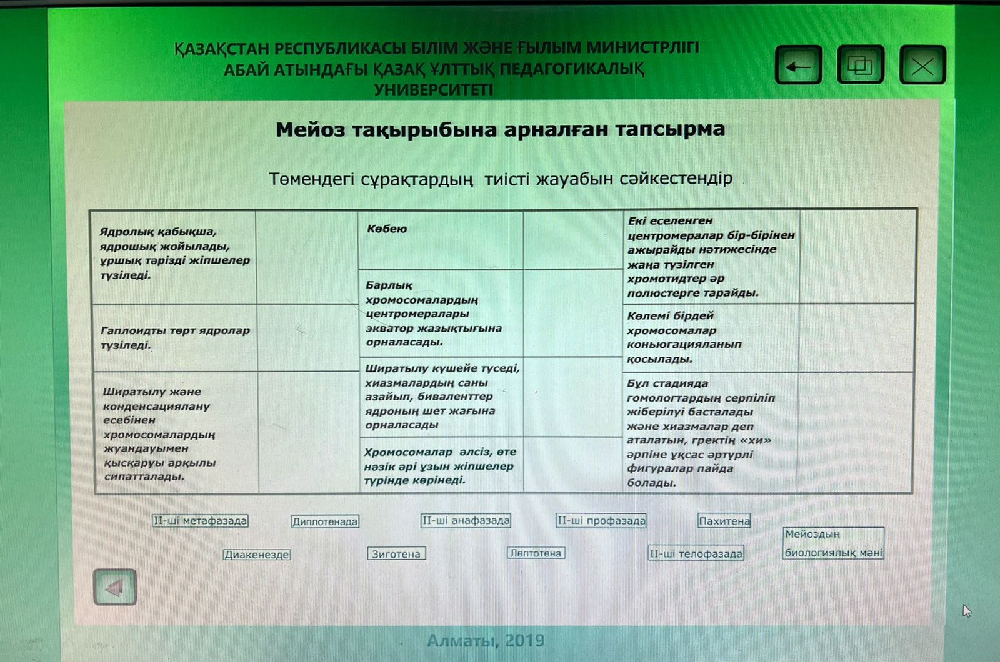 ҚАЗАҚСТАН РЕСПУБЛИКАСЫ БІЛІМ ЖӘНЕ ҒЫЛЫМ МИНИСТРЛІГІ
АБАЙ АТЫНДАҒЫ ҚАЗАҚ ҰЛТТЫҚ ПЕДАГОГИКАЛЫҚ
УНИВЕРСИТЕТІ
Мейоз тақырыбына арналған тапсырма
Төмендегі сұрақтардың тиісті жауабын сәйкестендір
Ядролық қабықша,
ядрошық жойылады,
ұршық тәрізді жіпшелер
түзіледі.
Гаплоидты төрт ядролар
түзіледі.
Ширатылу және
конденсациялану
есебінен
хромосомалардың
жуандауымен
қысқаруы арқылы
сипатталады.
Көбею
Барлық
хромосомалардың
центромералары
экватор жазықтығына
орналасады.
Ширатылу күшейе түседі,
хиазмалардың саны
азайып, биваленттер
ядроның шет жағына
орналасады
Хромосомалар әлсіз, өте
нәзік әрі ұзын жіпшелер
түрінде көрінеді.
Екі еселенген
центромералар бір-бірінен
ажырайды нәтижесінде
жаңа түзілген
хромотидтер әр
полюстерге тарайды.
Көлемі бірдей
хромосомалар
коньюгацияланып
қосылады.
Бұл стадияда
гомологтардың серпіліп
жіберілуі басталады
және хиазмалар деп
аталатын, гректің «хи»
әрпіне ұқсас әртүрлі
фигуралар пайда
болады.
II-ші метафазада
Диплотенада
II-ші анафазада
II-ші профазада
Пахитена
Мейоздың
биологиялық мәні
Диакенезде
Зиготена
Лептотена
II-ші телофазада
Алматы, 2019